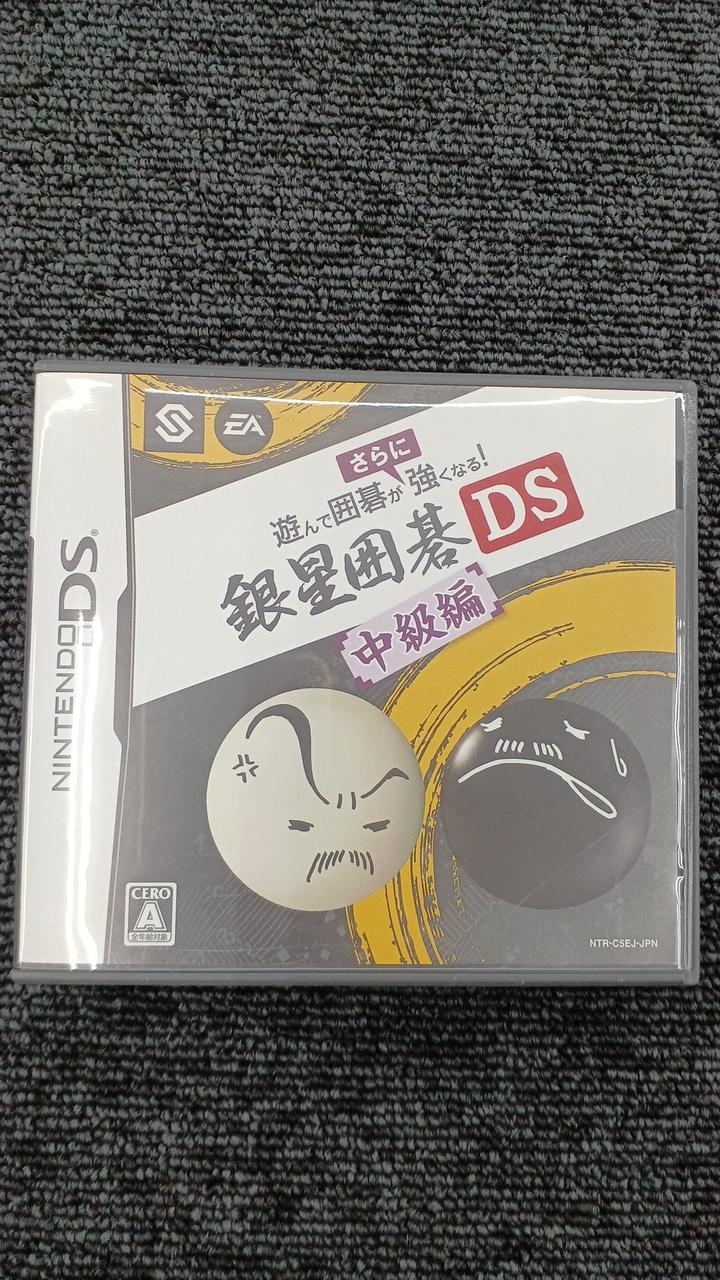 NINTENDO DS®
EA
さらに
遊んで囲碁が強くなる!
銀星囲碁DS
中級編
CERO
A
全年齢対象
NTR-C5EJ-JPN